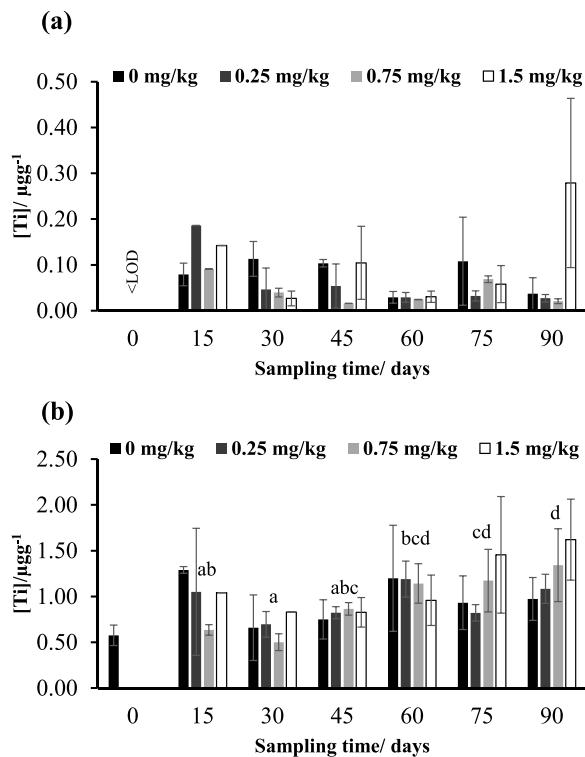 (a)
0 mg/kg 0.25 mg/kg 0.75 mg/kg 1.5 mg/kg
0.50
0.40
0.30
0.20
0.10
0.00
[Ti]/ µgg-1
<LOD
0 15 30 45 60 75 90
Sampling time/ days
(b)
0 mg/kg 0.25 mg/kg 0.75 mg/kg 1.5 mg/kg
2.50
2.00
1.50
1.00
0.50
0.00
[Ti]/µgg-1
ab a abc bcd cd d
0 15 30 45 60 75 90
Sampling time/ days